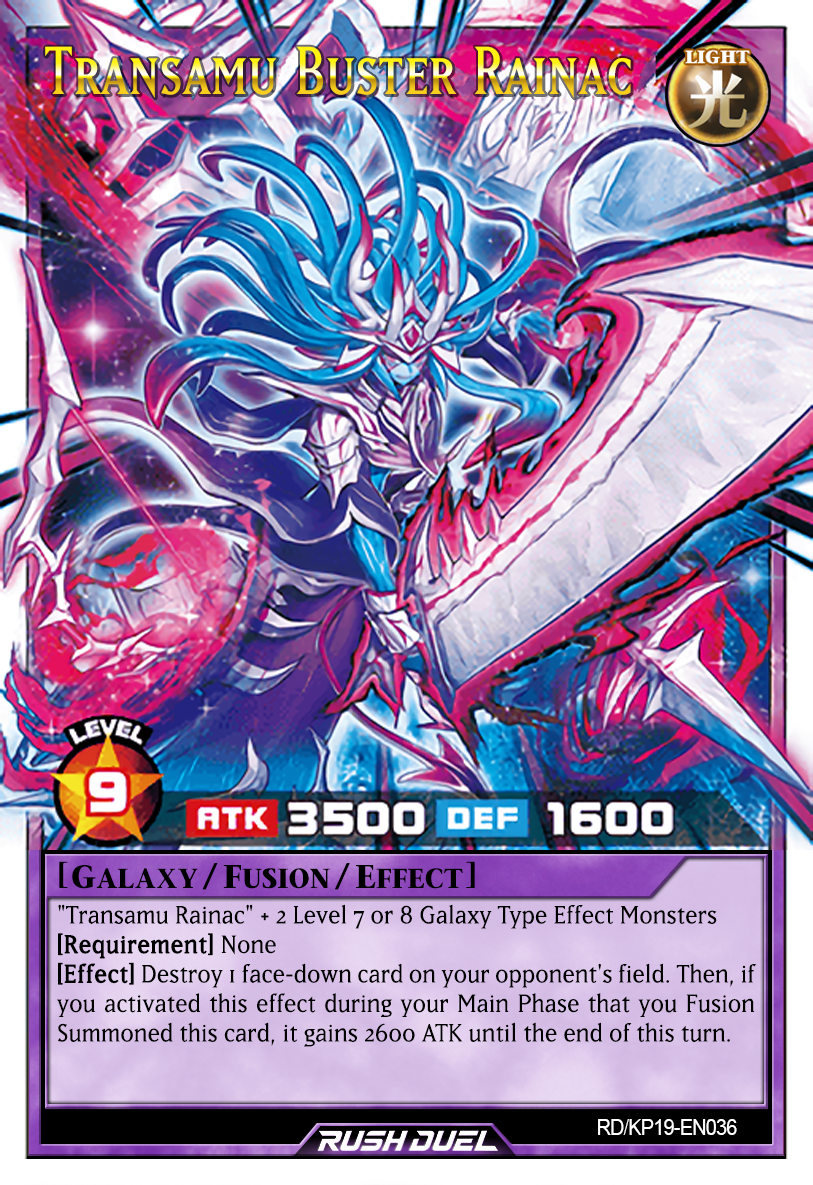 TRANSAMU BUSTER RAINAC
LIGHT
光
LEVEL
9
ATK 3500 DEF 1600
[GALAXY / FUSION / EFFECT]
"Transamu Rainac" + 2 Level 7 or 8 Galaxy Type Effect Monsters
[Requirement] None
[Effect] Destroy 1 face-down card on your opponent's field. Then, if
you activated this effect during your Main Phase that you Fusion
Summoned this card, it gains 2600 ATK until the end of this turn.
RD/KP19-EN036
RUSH DUEL